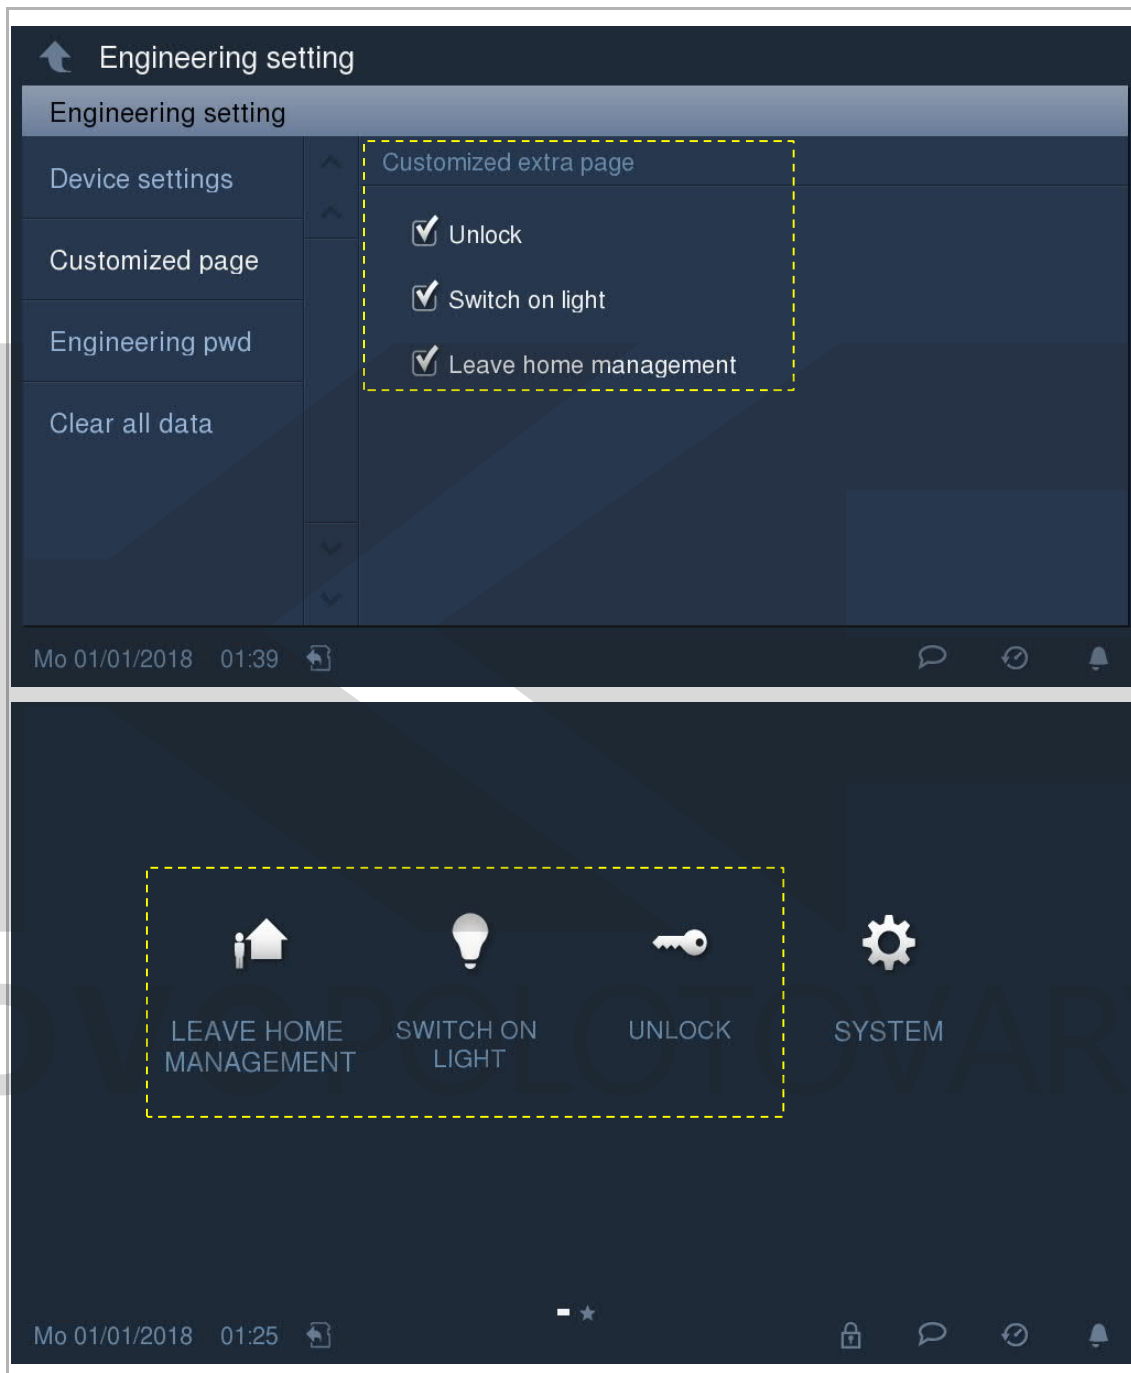 Engineering setting
Engineering setting
Device settings
Customized page
Engineering pwd
Clear all data
Customized extra page
Unlock
Switch on light
Leave home management
Mo 01/01/2018 01:39
LEAVE HOME
MANAGEMENT
SWITCH ON
LIGHT
UNLOCK
SYSTEM
Mo 01/01/2018 01:25